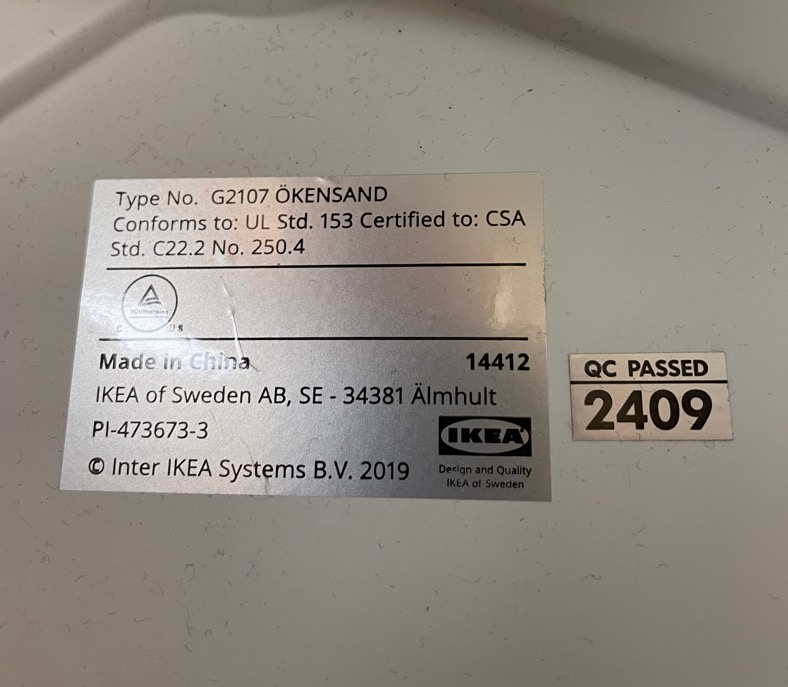 Type No. G2107 ÖKENSAND
Conforms to: UL Std. 153 Certified to: CSA
Std. C22.2 No. 250.4
TÜVRheinland
C US
Made in China 14412
IKEA of Sweden AB, SE - 34381 Älmhult
PI-473673-3
IKEA
© Inter IKEA Systems B.V. 2019
Design and Quality
IKEA of Sweden
QC PASSED
2409